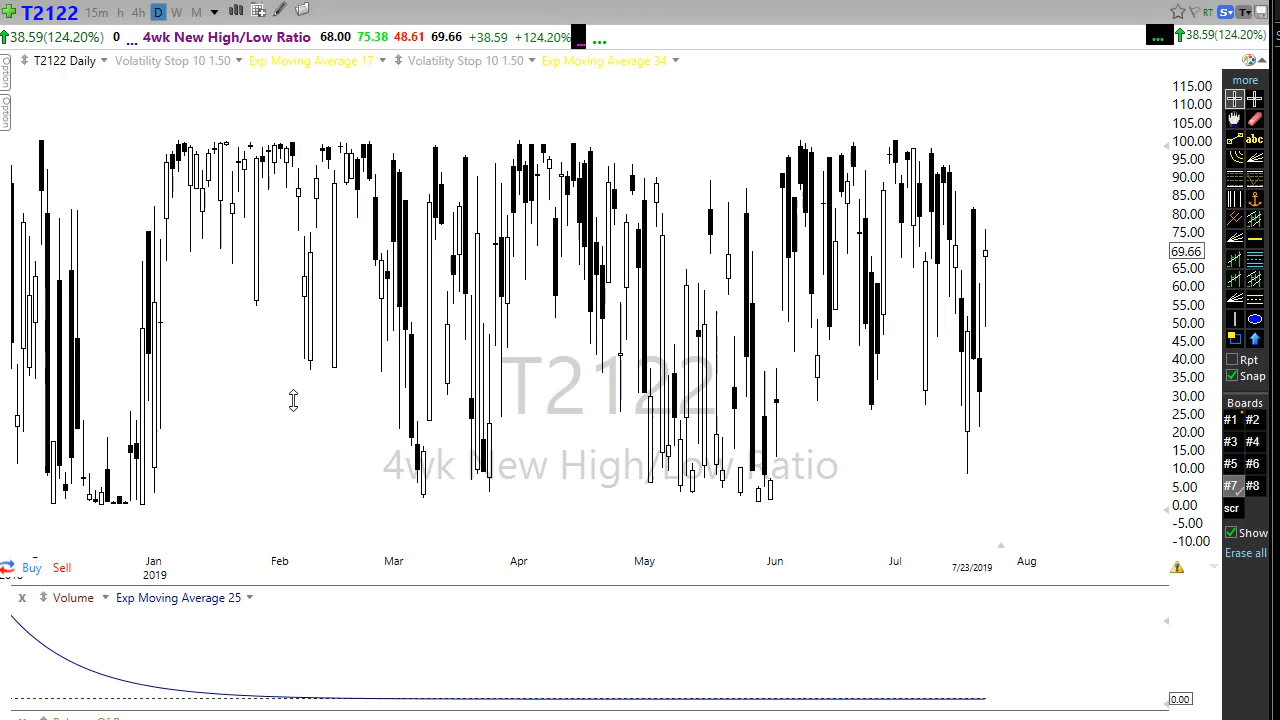 T2122 15m h 4h D W M
RT S T
38.59(124.20%) 0 ... 4wk New High/Low Ratio 68.00 75.38 48.61 69.66 +38.59 +124.20% ... ... ... 38.59(124.20%)
T2122 Daily Volatility Stop 10 1.50 Exp Moving Average 17 Volatility Stop 10 1.50 Exp Moving Average 34
Option
Option
more
abc
115.00
110.00
105.00
100.00
95.00
90.00
85.00
80.00
75.00
69.66
65.00
60.00
55.00
50.00
45.00
40.00
35.00
30.00
25.00
20.00
15.00
10.00
5.00
0.00
-5.00
-10.00
T2122
4wk New High/Low Ratio
Rpt
Snap
Boards
#1 #2
#3 #4
#5 #6
#7 #8
scr
Show
Erase all
Jan Feb Mar Apr May Jun Jul Aug
2019 7/23/2019
Buy Sell
X Volume Exp Moving Average 25
0.00